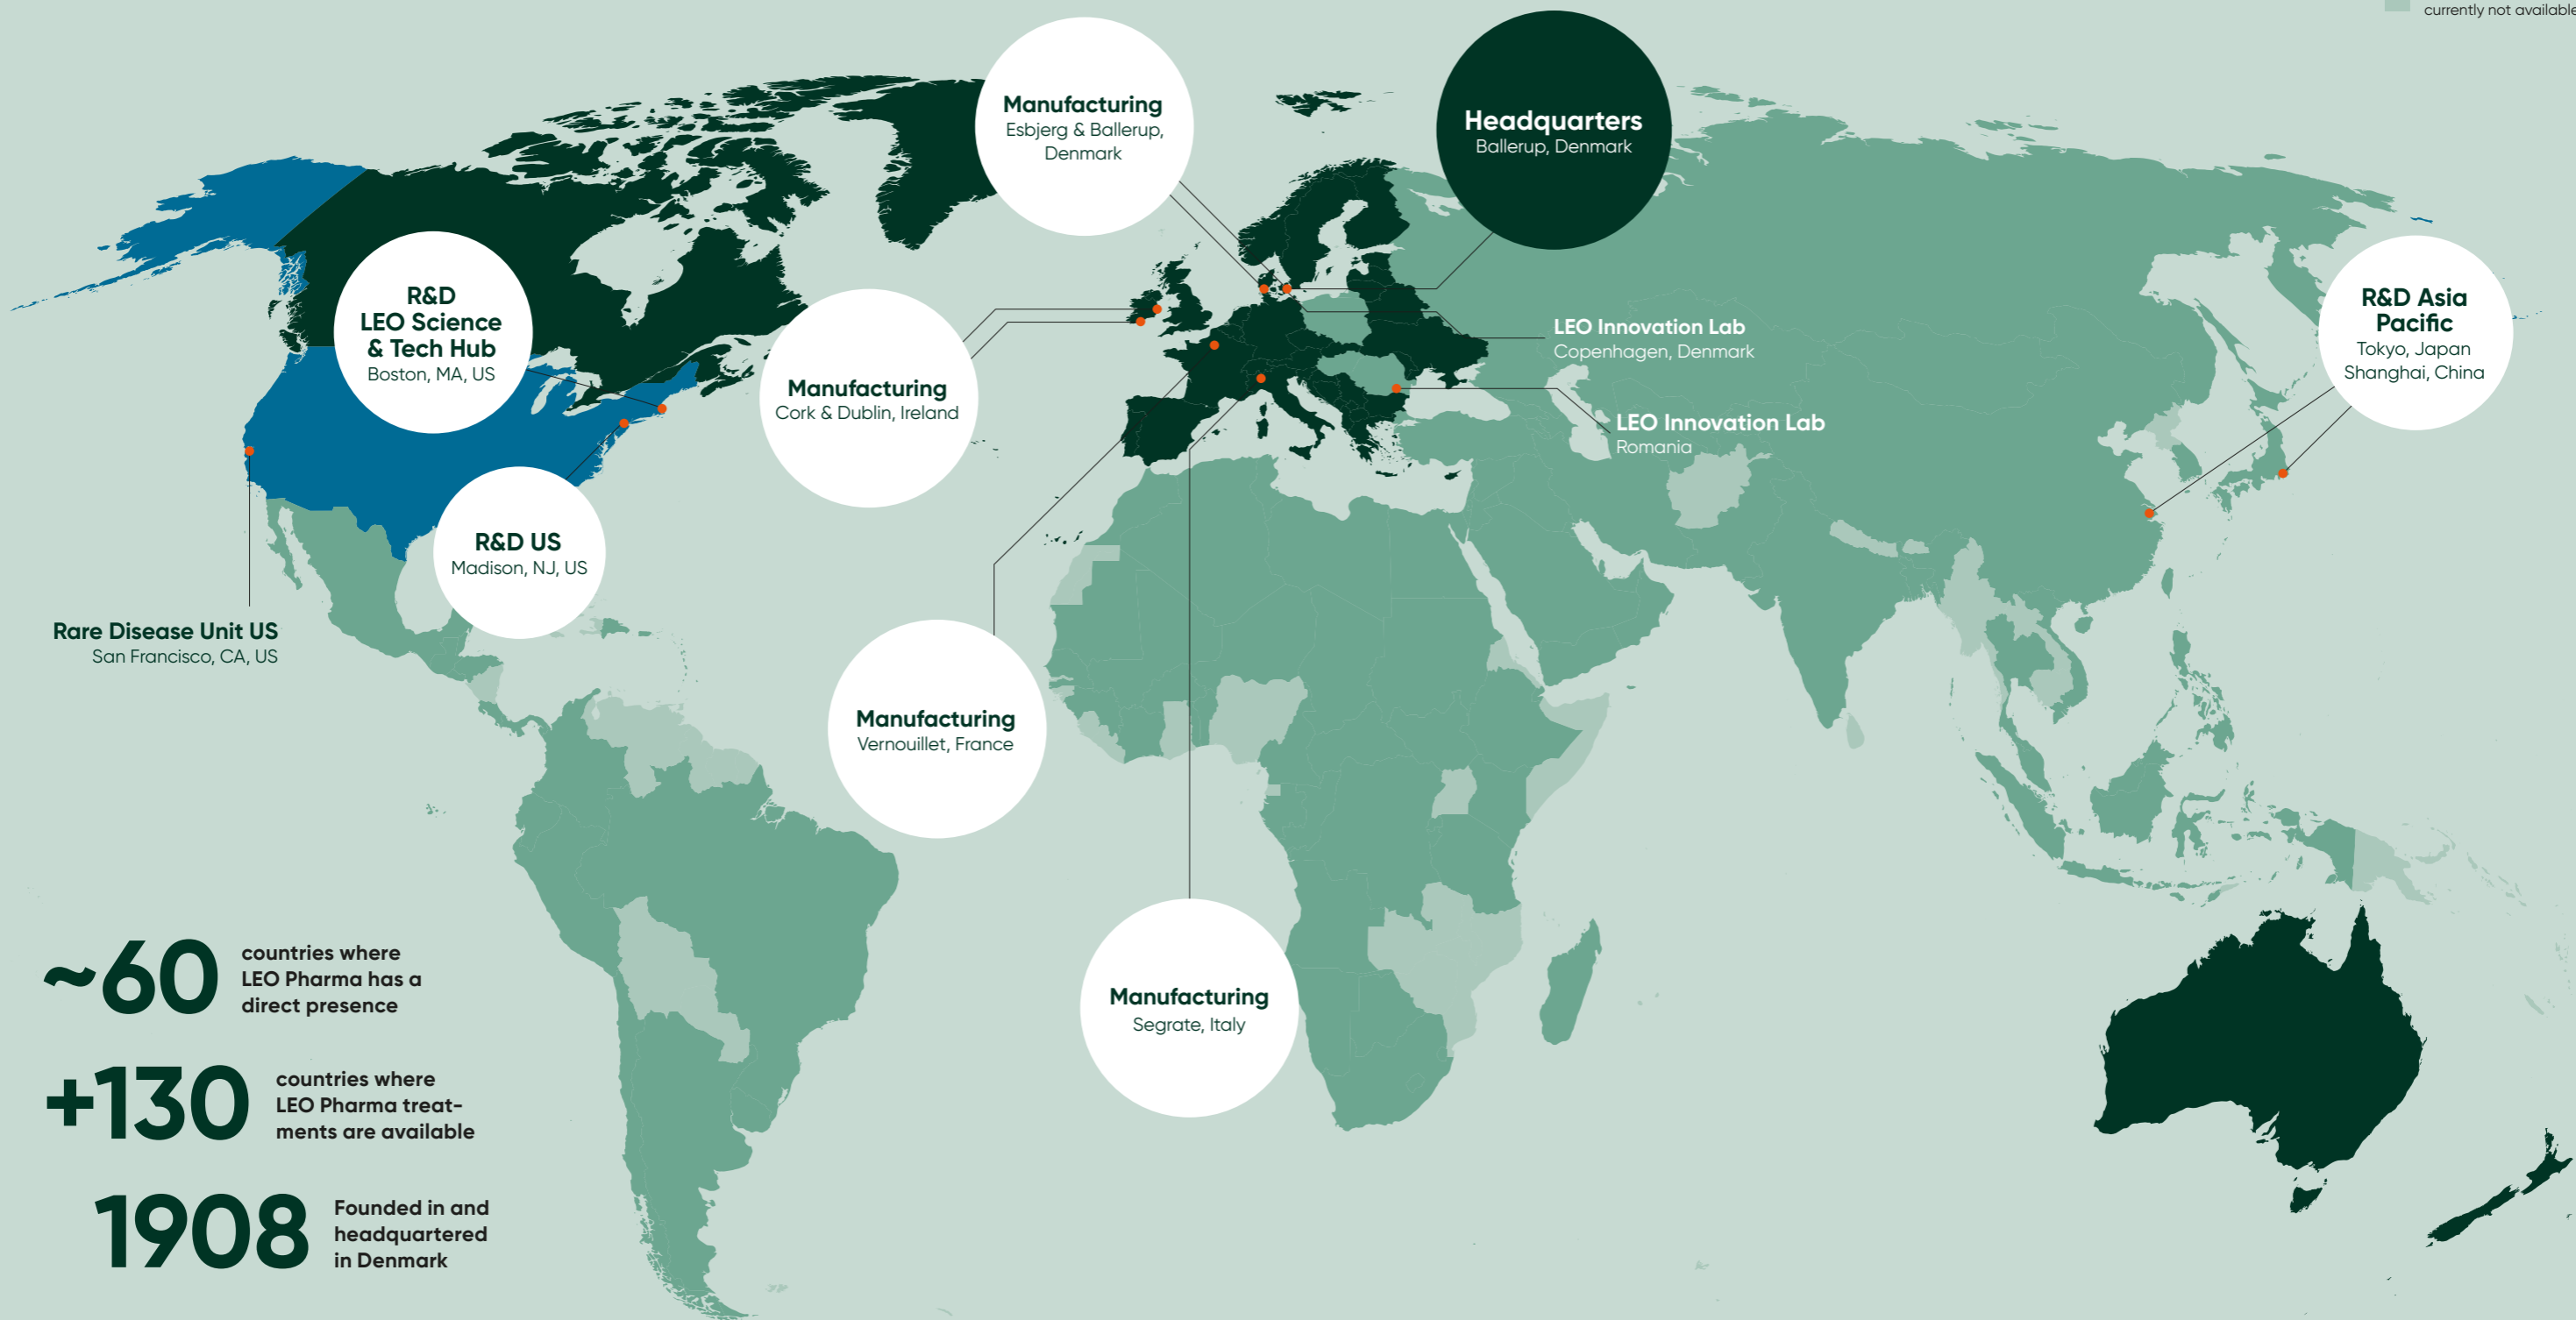 currently not available
Manufacturing
Esbjerg & Ballerup,
Denmark
Headquarters
Ballerup, Denmark
R&D
LEO Science
& Tech Hub
Boston, MA, US
Manufacturing
Cork & Dublin, Ireland
LEO Innovation Lab
Copenhagen, Denmark
LEO Innovation Lab
Romania
R&D Asia
Pacific
Tokyo, Japan
Shanghai, China
R&D US
Madison, NJ, US
Rare Disease Unit US
San Francisco, CA, US
Manufacturing
Vernouillet, France
Manufacturing
Segrate, Italy
~60
countries where
LEO Pharma has a
direct presence
+130
countries where
LEO Pharma treat-
ments are available
1908
Founded in and
headquartered
in Denmark